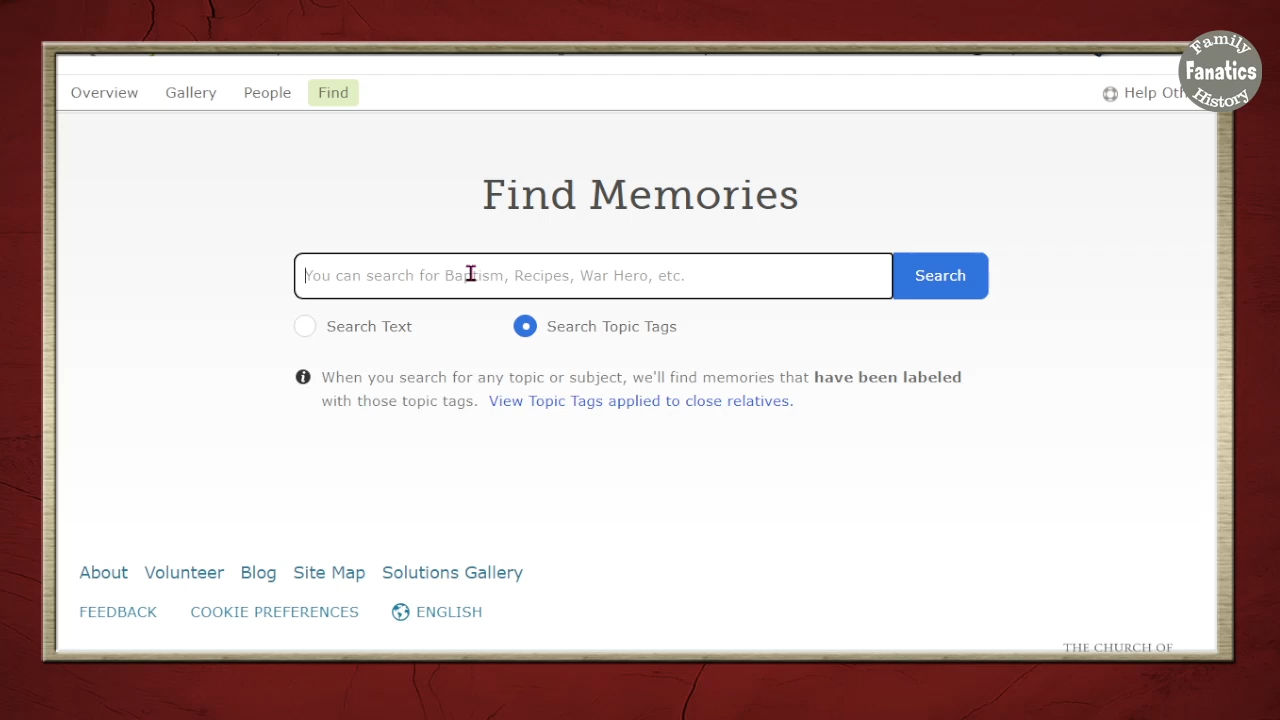 Family
Fanatics
History
Overview Gallery People Find Help Oth
Find Memories
You can search for Baptism, Recipes, War Hero, etc. Search
Search Text Search Topic Tags
When you search for any topic or subject, we'll find memories that have been labeled
with those topic tags. View Topic Tags applied to close relatives.
About Volunteer Blog Site Map Solutions Gallery
FEEDBACK COOKIE PREFERENCES ENGLISH
THE CHURCH OF